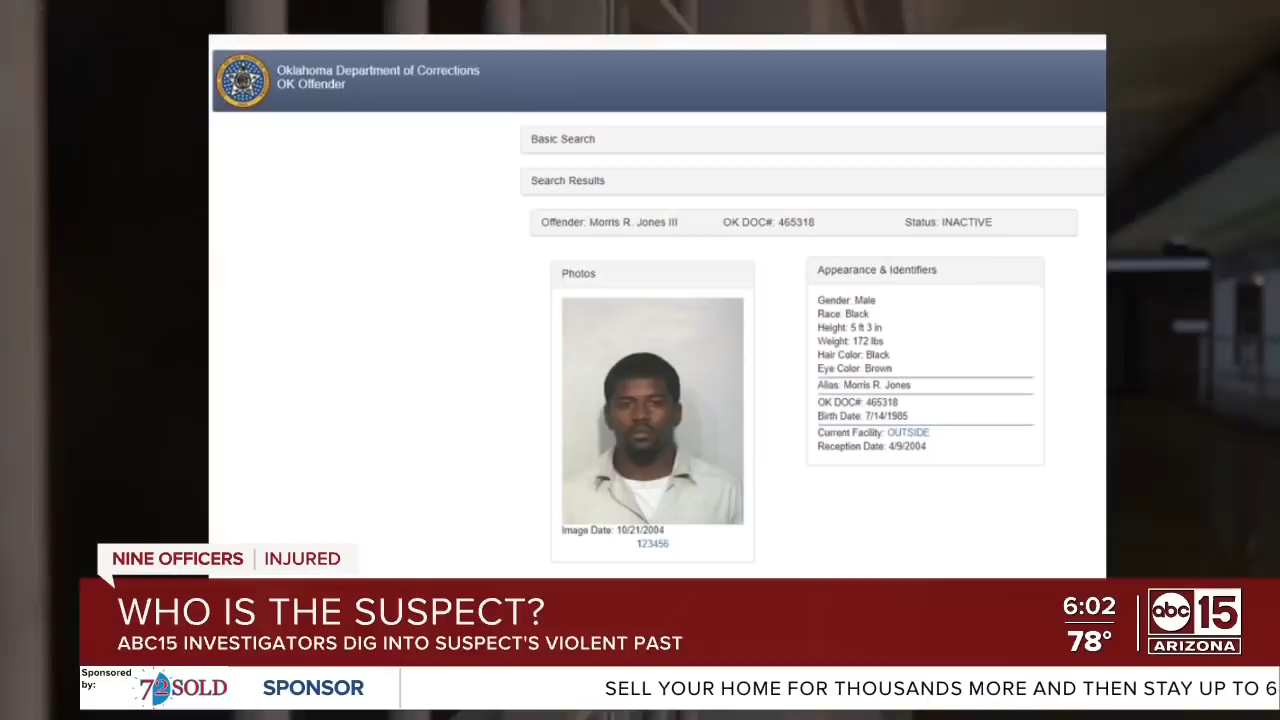 Oklahoma Department of Corrections
OK Offender
Basic Search
Search Results
Offender: Morris R. Jones III OK DOC#: 465318 Status: INACTIVE
Photos
Image Date: 10/21/2004
123456
Appearance & Identifiers
Gender: Male
Race: Black
Height: 5 ft 3 in
Weight: 172 lbs
Hair Color: Black
Eye Color: Brown
Alias: Morris R. Jones
OK DOC#: 465318
Birth Date: 7/14/1985
Current Facility: OUTSIDE
Reception Date: 4/9/2004
NINE OFFICERS | INJURED
WHO IS THE SUSPECT?
ABC15 INVESTIGATORS DIG INTO SUSPECT'S VIOLENT PAST
6:02
78°
abc 15
ARIZONA
Sponsored
by:
72SOLD
SPONSOR
SELL YOUR HOME FOR THOUSANDS MORE AND THEN STAY UP TO 6